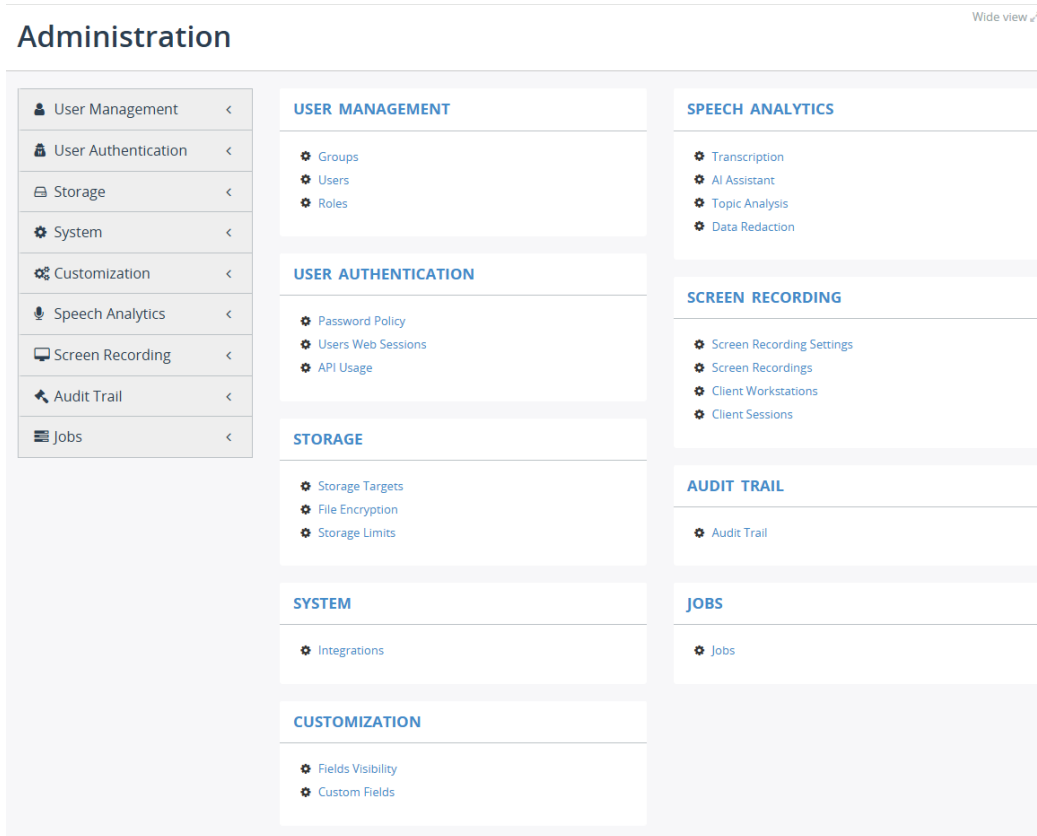 Wide view
Administration
User Management
User Authentication
Storage
System
Customization
Speech Analytics
Screen Recording
Audit Trail
Jobs
USER MANAGEMENT
Groups
Users
Roles
USER AUTHENTICATION
Password Policy
Users Web Sessions
API Usage
STORAGE
Storage Targets
File Encryption
Storage Limits
SYSTEM
Integrations
CUSTOMIZATION
Fields Visibility
Custom Fields
SPEECH ANALYTICS
Transcription
AI Assistant
Topic Analysis
Data Redaction
SCREEN RECORDING
Screen Recording Settings
Screen Recordings
Client Workstations
Client Sessions
AUDIT TRAIL
Audit Trail
JOBS
Jobs